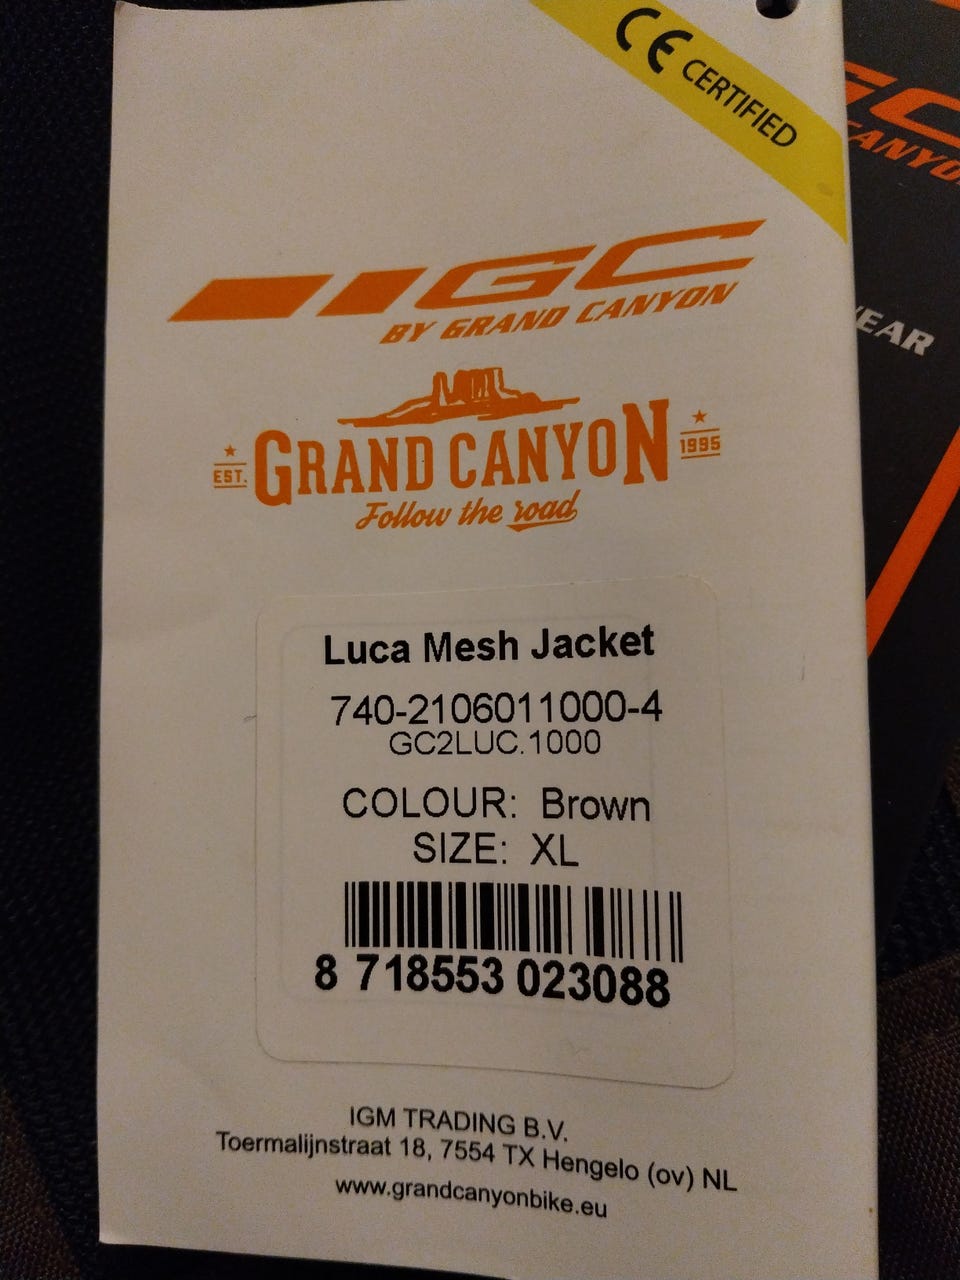 CE CERTIFIED
GC
BY GRAND CANYON
EST. GRAND CANYON 1995
Follow the road
Luca Mesh Jacket
740-2106011000-4
GC2LUC.1000
COLOUR: Brown
SIZE: XL
8 718553 023088
IGM TRADING B.V.
Toermalijnstraat 18, 7554 TX Hengelo (ov) NL
www.grandcanyonbike.eu
GC
CANYO
EAR